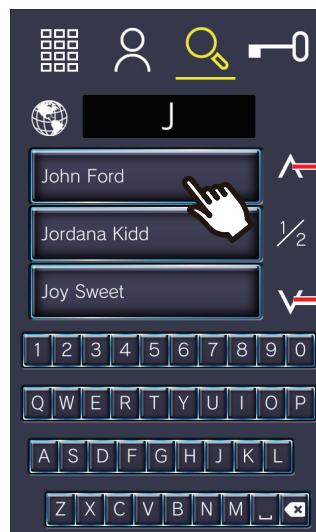 J
John Ford
Jordana Kidd
1/2
Joy Sweet
1 2 3 4 5 6 7 8 9 0
Q W E R T Y U I O P
A S D F G H J K L
Z X C V B N M